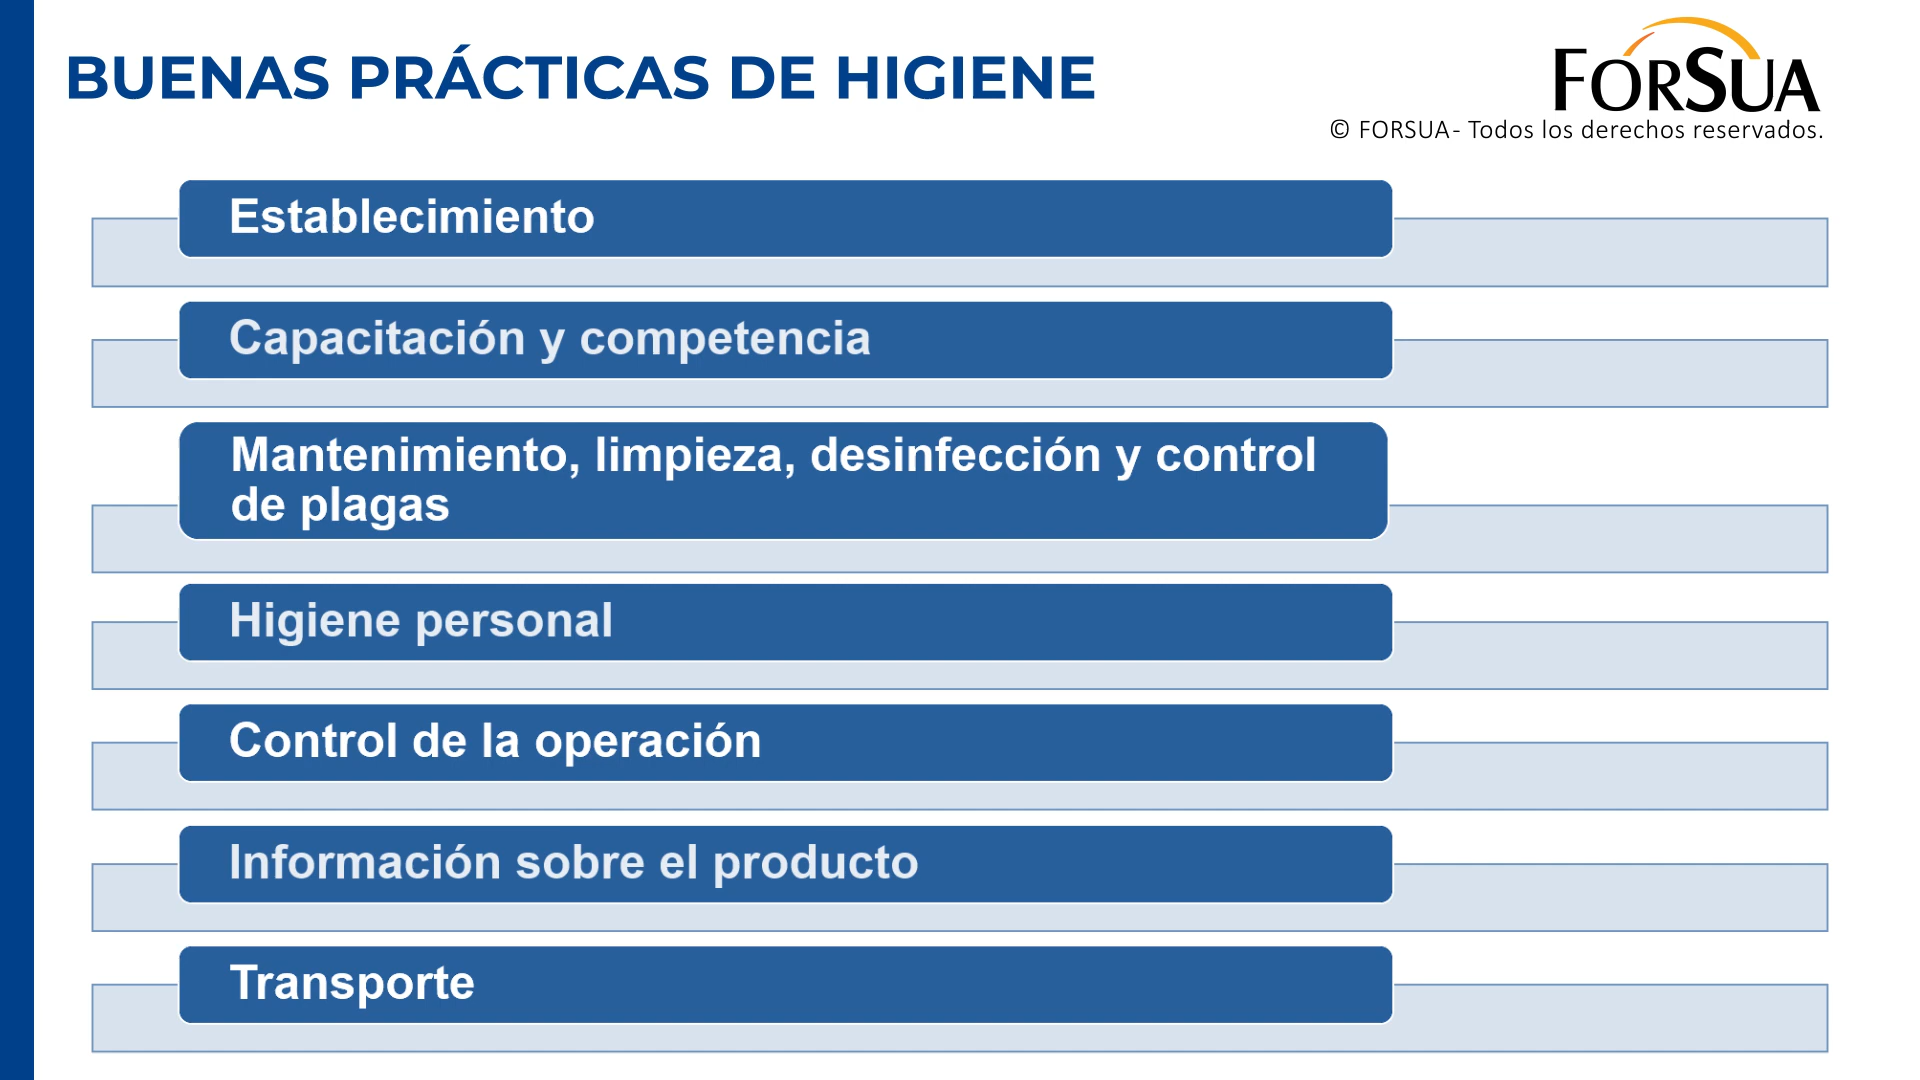 BUENAS PRÁCTICAS DE HIGIENE
FORSUA
© FORSUA- Todos los derechos reservados.
Establecimiento
Capacitación y competencia
Mantenimiento, limpieza, desinfección y control
de plagas
Higiene personal
Control de la operación
Información sobre el producto
Transporte